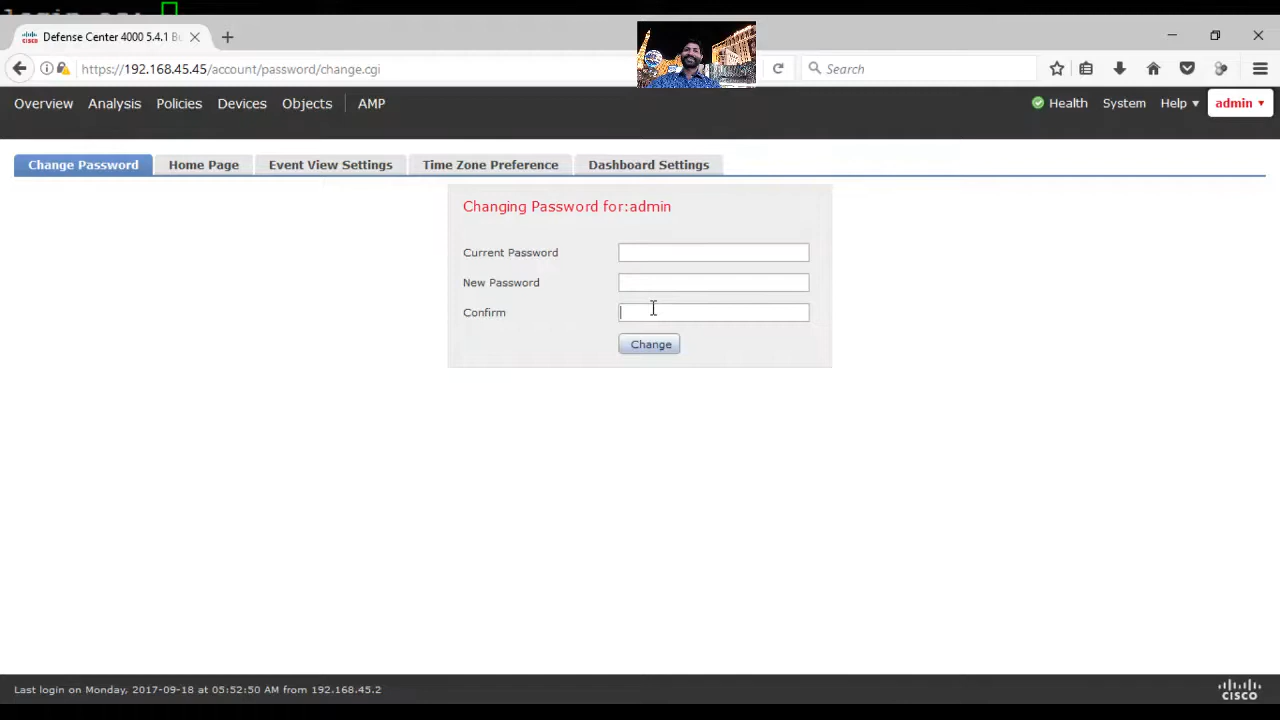 Defense Center 4000 5.4.1 Bu
https://192.168.45.45/account/password/change.cgi
Search
Overview Analysis Policies Devices Objects AMP Health System Help admin
Change Password Home Page Event View Settings Time Zone Preference Dashboard Settings
Changing Password for:admin
Current Password
New Password
Confirm
Change
Last login on Monday, 2017-09-18 at 05:52:50 AM from 192.168.45.2
CISCO